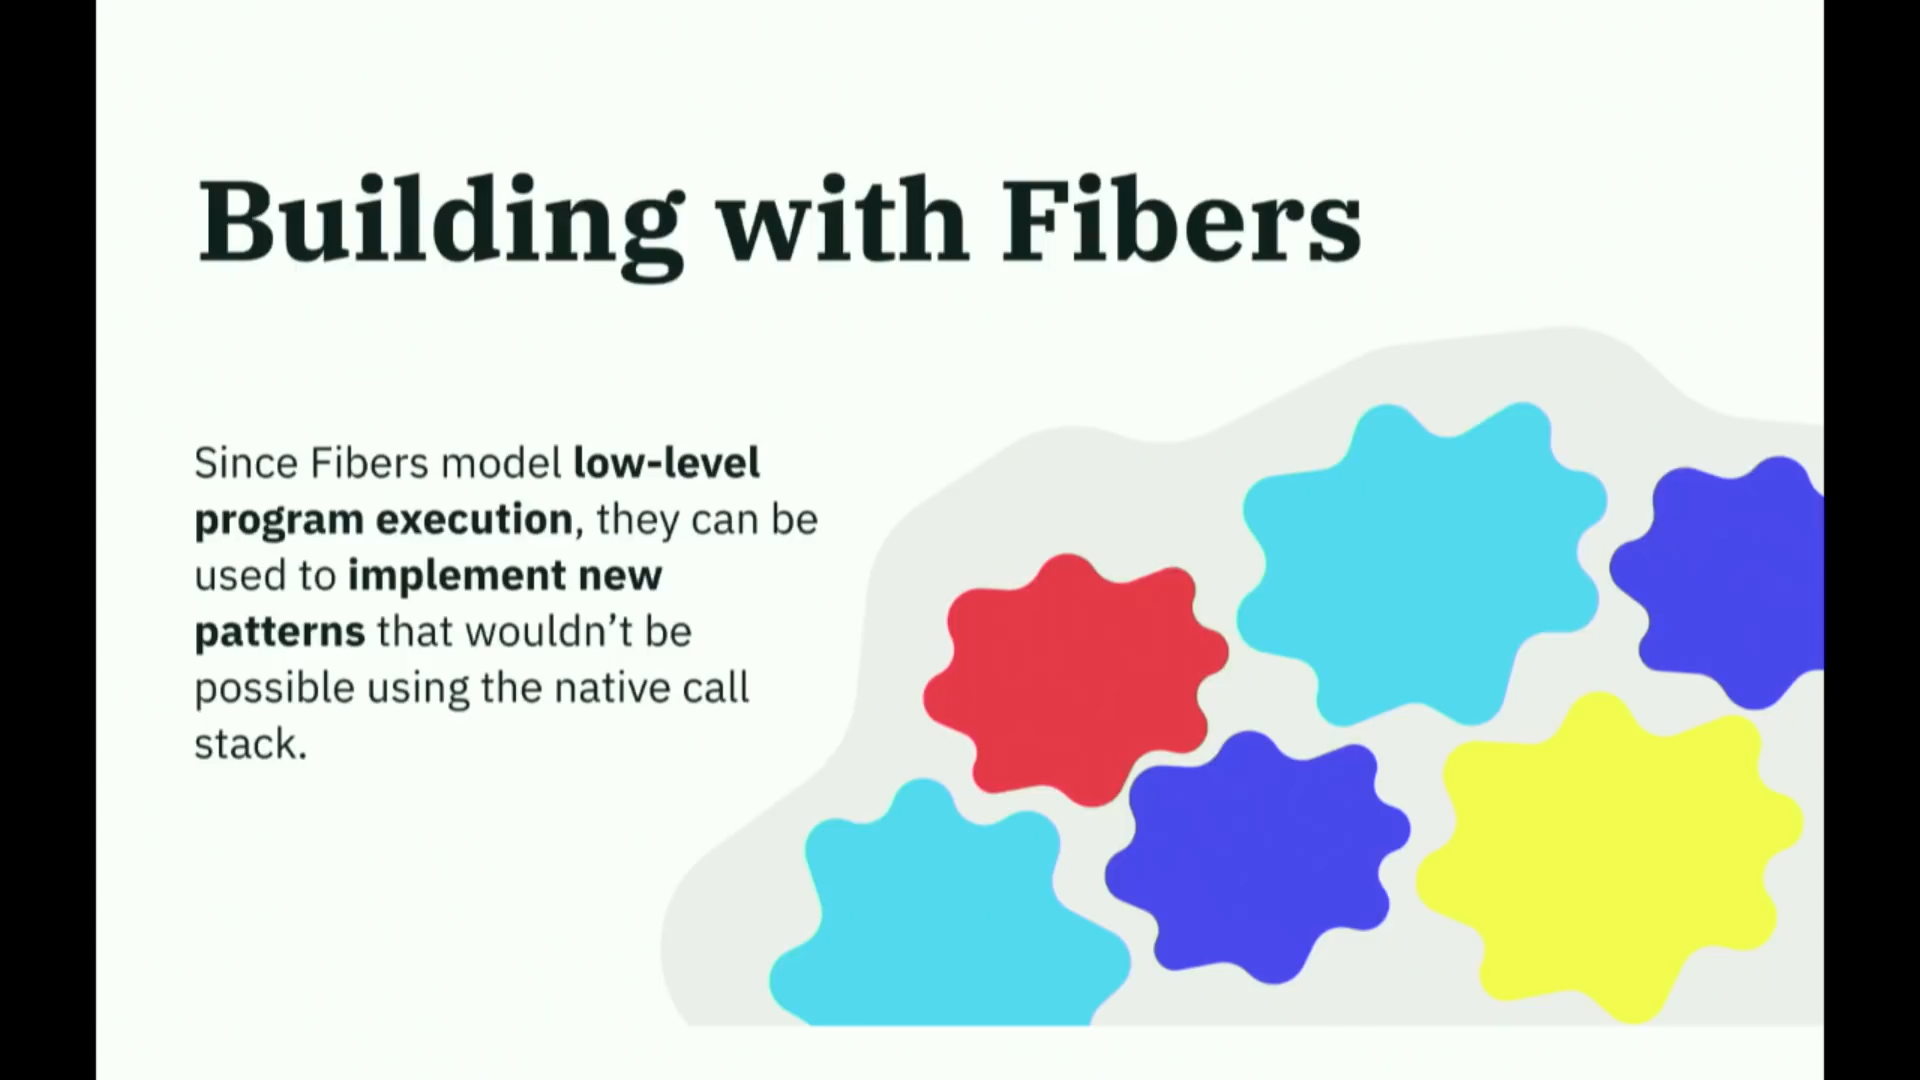 Building with Fibers
Since Fibers model low-level
program execution, they can be
used to implement new
patterns that wouldn’t be
possible using the native call
stack.